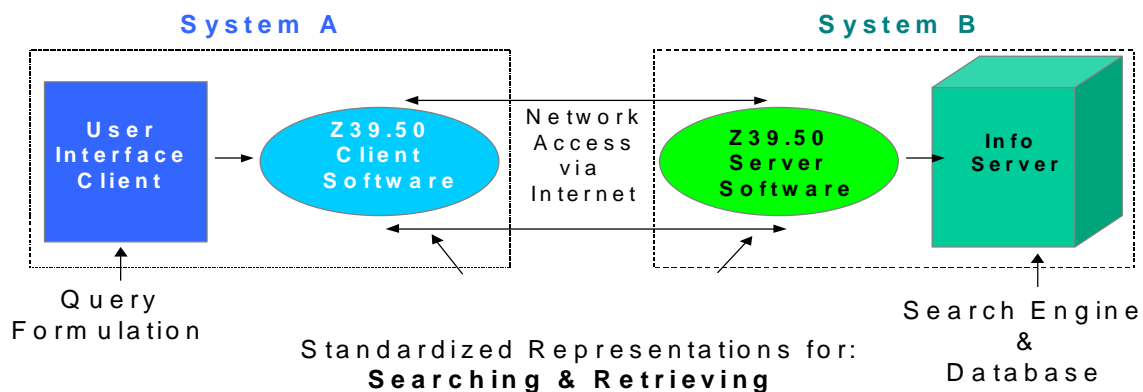 System A
System B
User
Interface
Client
Z39.50
Client
Software
Network
Access
via
Internet
Z39.50
Server
Software
Info
Server
Query
Formulation
Search Engine
&
Database
Standardized Representations for:
Searching & Retrieving